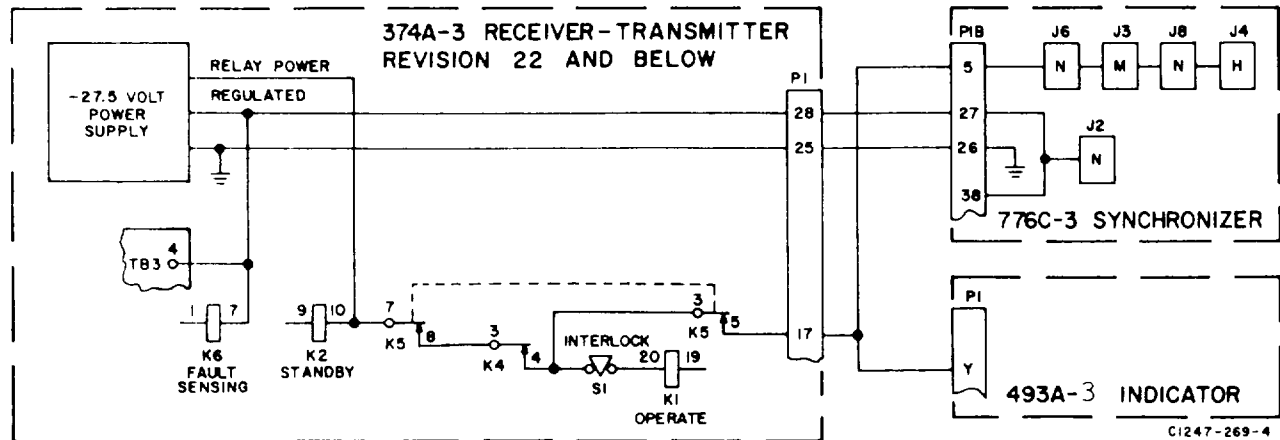 374A-3 RECEIVER-TRANSMITTER
REVISION 22 AND BELOW
-27.5 VOLT
POWER
SUPPLY
RELAY POWER
REGULATED
P1
28
25
17
TB3
4
1
7
K6
FAULT
SENSING
9
10
K2
STANDBY
7
8
K5
3
4
K4
INTERLOCK
S1
20
19
K1
OPERATE
3
5
K5
P1B
5
27
26
38
J6
N
J3
M
J8
N
J4
H
J2
N
776C-3 SYNCHRONIZER
P1
Y
493A-3 INDICATOR
C1247-269-4